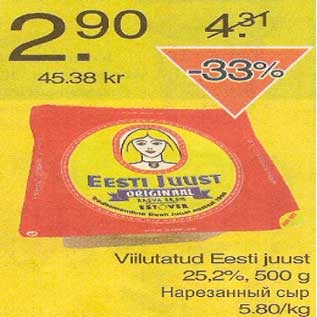 2.90 4.31
45.38 kr -33%
EESTI JUUST
ORIGINAAL
ESTOVER
Viilutatud Eesti juust
25,2%, 500 g
Нарезанный сыр
5.80/kg